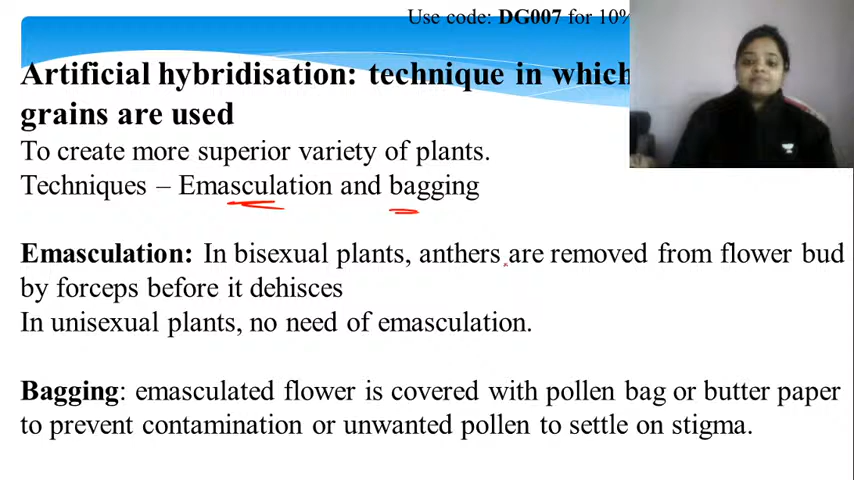 Use code: DG007 for 10%
Artificial hybridisation: technique in which
grains are used
To create more superior variety of plants.
Techniques – Emasculation and bagging
Emasculation: In bisexual plants, anthers are removed from flower bud
by forceps before it dehisces
In unisexual plants, no need of emasculation.
Bagging: emasculated flower is covered with pollen bag or butter paper
to prevent contamination or unwanted pollen to settle on stigma.